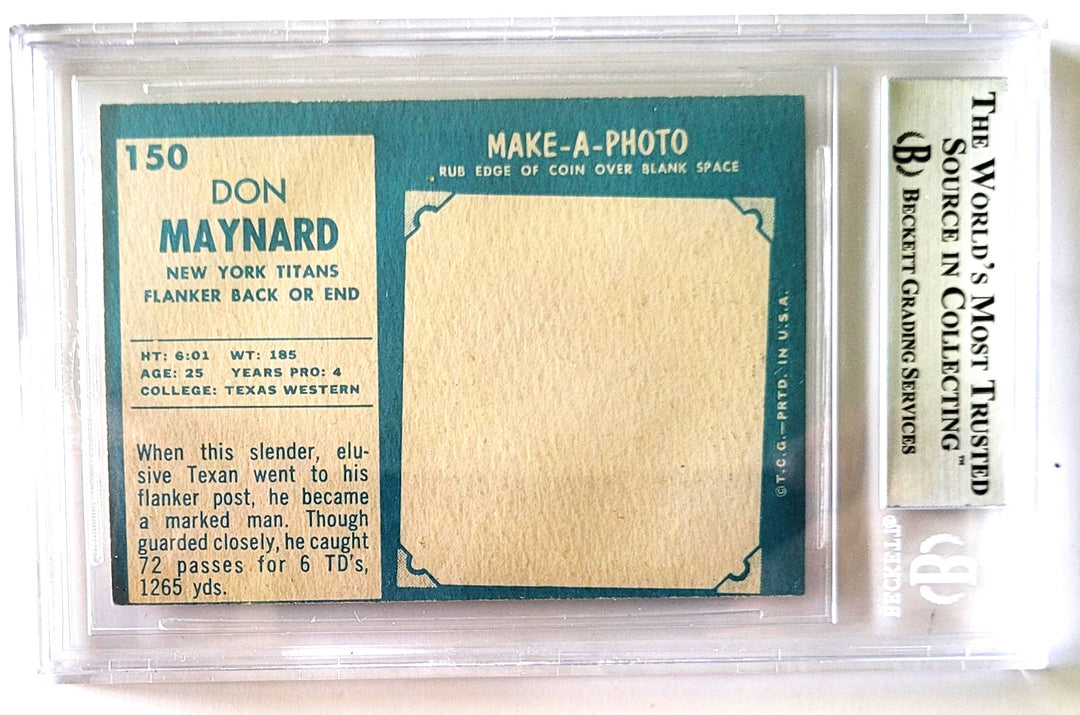 150
DON
MAYNARD
NEW YORK TITANS
FLANKER BACK OR END
HT: 6:01 WT: 185
AGE: 25 YEARS PRO: 4
COLLEGE: TEXAS WESTERN
When this slender, elu-
sive Texan went to his
flanker post, he became
a marked man. Though
guarded closely, he caught
72 passes for 6 TD's,
1265 yds.
MAKE-A-PHOTO
RUB EDGE OF COIN OVER BLANK SPACE
©T.C.G.—PRTD. IN U.S.A.
THE WORLD'S MOST TRUSTED
SOURCE IN COLLECTING™
B BECKETT GRADING SERVICES
BECKETT®
B